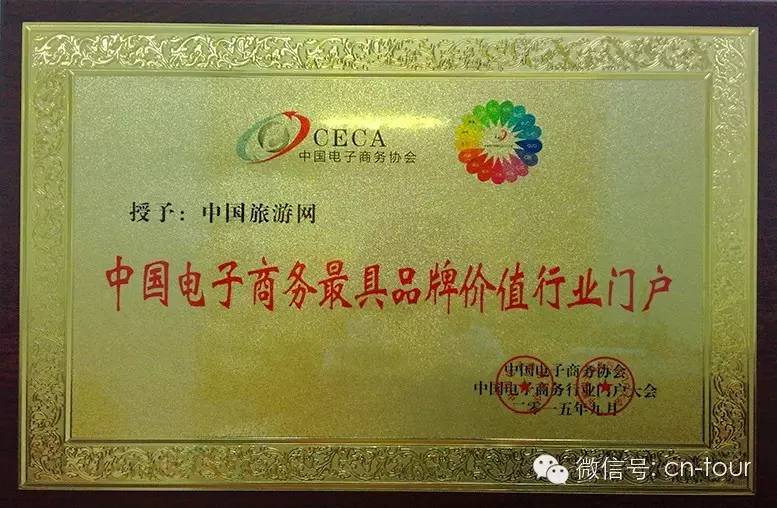 CECA
中国电子商务协会
授予：中国旅游网
中国电子商务最具品牌价值行业门户
中国电子商务协会
中国电子商务行业门户大会
二零一五年九月
微信号: cn-tour